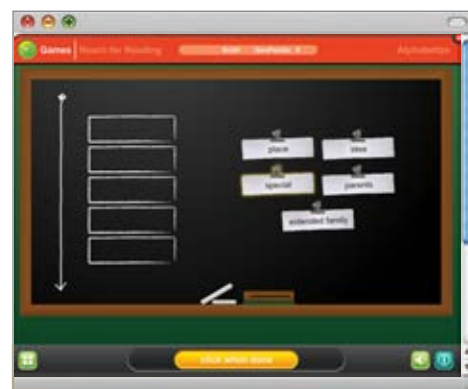 Games Reach for Reading
Alphabetize
place
idea
special
parents
extended family
click when done